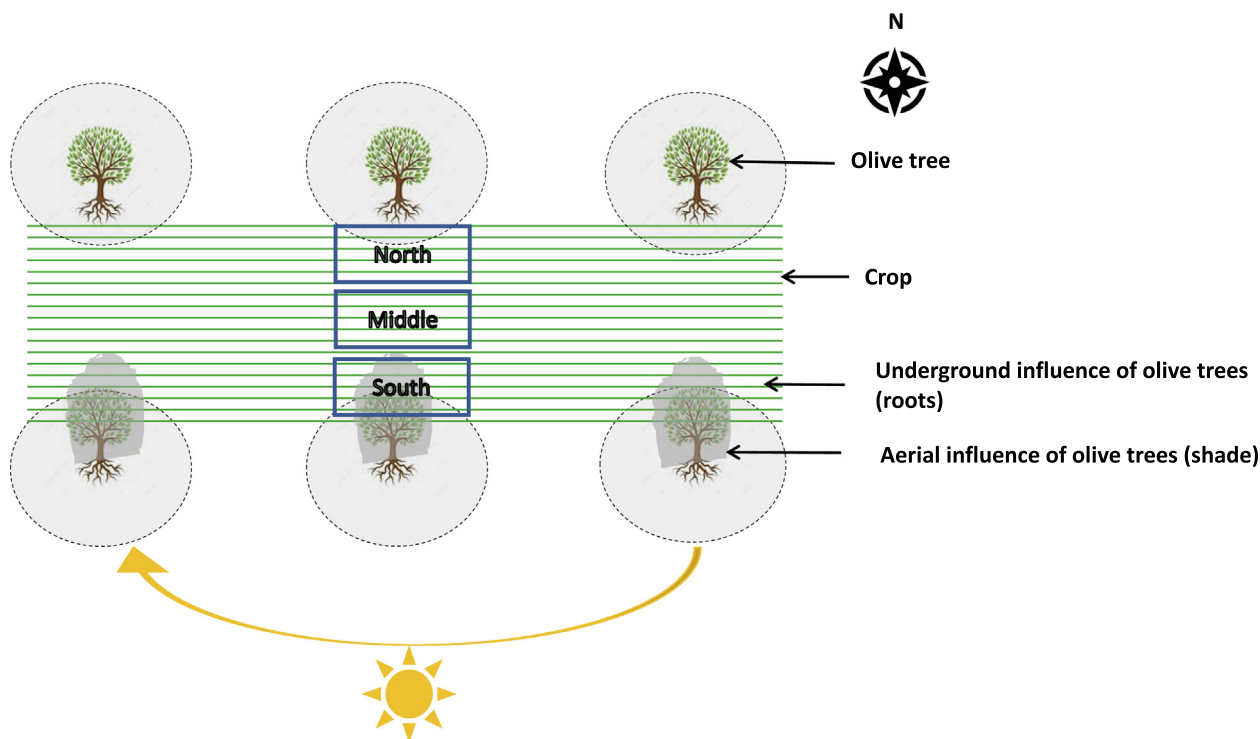 N
Olive tree
North
Crop
Middle
Underground influence of olive trees
(roots)
South
Aerial influence of olive trees (shade)